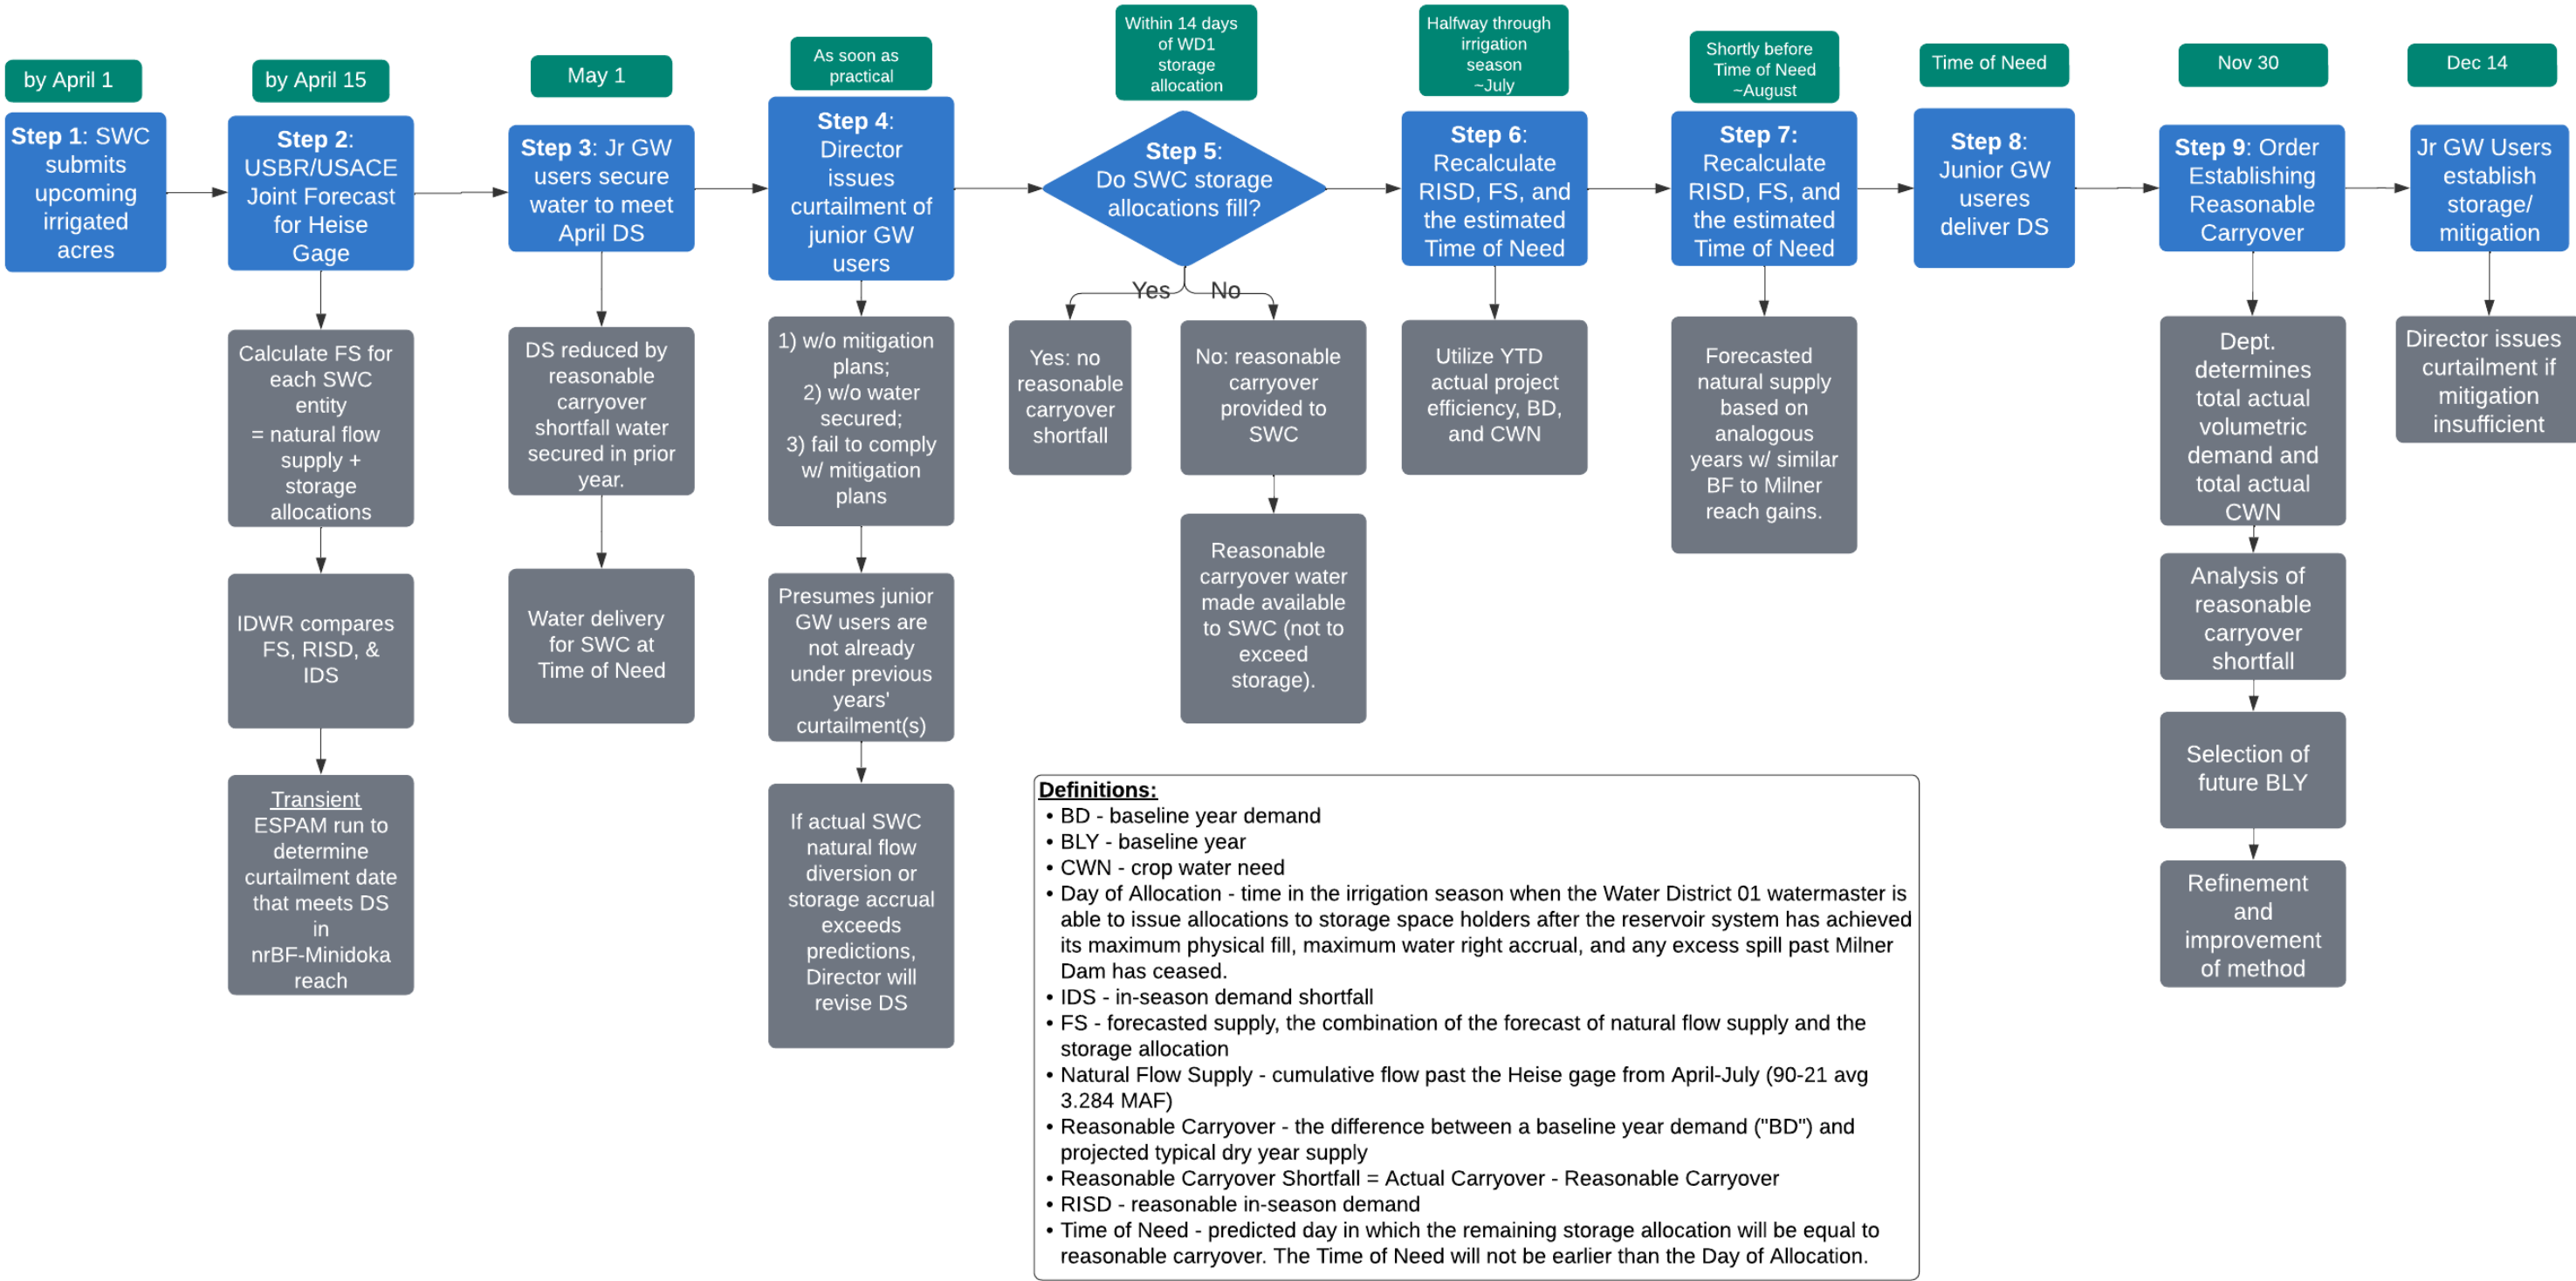 by April 1
Step 1: SWC
submits
upcoming
irrigated
acres
by April 15
Step 2:
USBR/USACE
Joint Forecast
for Heise
Gage
Calculate FS for
each SWC
entity
= natural flow
supply +
storage
allocations
IDWR compares
FS, RISD, &
IDS
Transient
ESPAM run to
determine
curtailment date
that meets DS
in
nrBF-Minidoka
reach
May 1
Step 3: Jr GW
users secure
water to meet
April DS
DS reduced by
reasonable
carryover
shortfall water
secured in prior
year.
Water delivery
for SWC at
Time of Need
As soon as
practical
Step 4:
Director
issues
curtailment of
junior GW
users
1) w/o mitigation
plans;
2) w/o water
secured;
3) fail to comply
w/ mitigation
plans
Presumes junior
GW users are
not already
under previous
years'
curtailment(s)
If actual SWC
natural flow
diversion or
storage accrual
exceeds
predictions,
Director will
revise DS
Within 14 days
of WD1
storage
allocation
Step 5:
Do SWC storage
allocations fill?
Yes
No
Yes: no
reasonable
carryover
shortfall
No: reasonable
carryover
provided to
SWC
Reasonable
carryover water
made available
to SWC (not to
exceed
storage).
Halfway through
irrigation
season
~July
Step 6:
Recalculate
RISD, FS, and
the estimated
Time of Need
Utilize YTD
actual project
efficiency, BD,
and CWN
Shortly before
Time of Need
~August
Step 7:
Recalculate
RISD, FS, and
the estimated
Time of Need
Forecasted
natural supply
based on
analogous
years w/ similar
BF to Milner
reach gains.
Time of Need
Step 8:
Junior GW
useres
deliver DS
Nov 30
Step 9: Order
Establishing
Reasonable
Carryover
Dept.
determines
total actual
volumetric
demand and
total actual
CWN
Analysis of
reasonable
carryover
shortfall
Selection of
future BLY
Refinement
and
improvement
of method
Dec 14
Jr GW Users
establish
storage/
mitigation
Director issues
curtailment if
mitigation
insufficient
Definitions:
• BD - baseline year demand
• BLY - baseline year
• CWN - crop water need
• Day of Allocation - time in the irrigation season when the Water District 01 watermaster is
able to issue allocations to storage space holders after the reservoir system has achieved
its maximum physical fill, maximum water right accrual, and any excess spill past Milner
Dam has ceased.
• IDS - in-season demand shortfall
• FS - forecasted supply, the combination of the forecast of natural flow supply and the
storage allocation
• Natural Flow Supply - cumulative flow past the Heise gage from April-July (90-21 avg
3.284 MAF)
• Reasonable Carryover - the difference between a baseline year demand ("BD") and
projected typical dry year supply
• Reasonable Carryover Shortfall = Actual Carryover - Reasonable Carryover
• RISD - reasonable in-season demand
• Time of Need - predicted day in which the remaining storage allocation will be equal to
reasonable carryover. The Time of Need will not be earlier than the Day of Allocation.